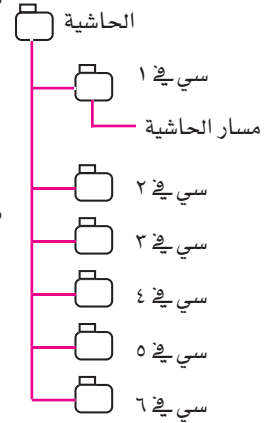 الحاشية
سي في ١
مسار الحاشية
سي في ٢
سي في ٣
سي في ٤
سي في ٥
سي في ٦